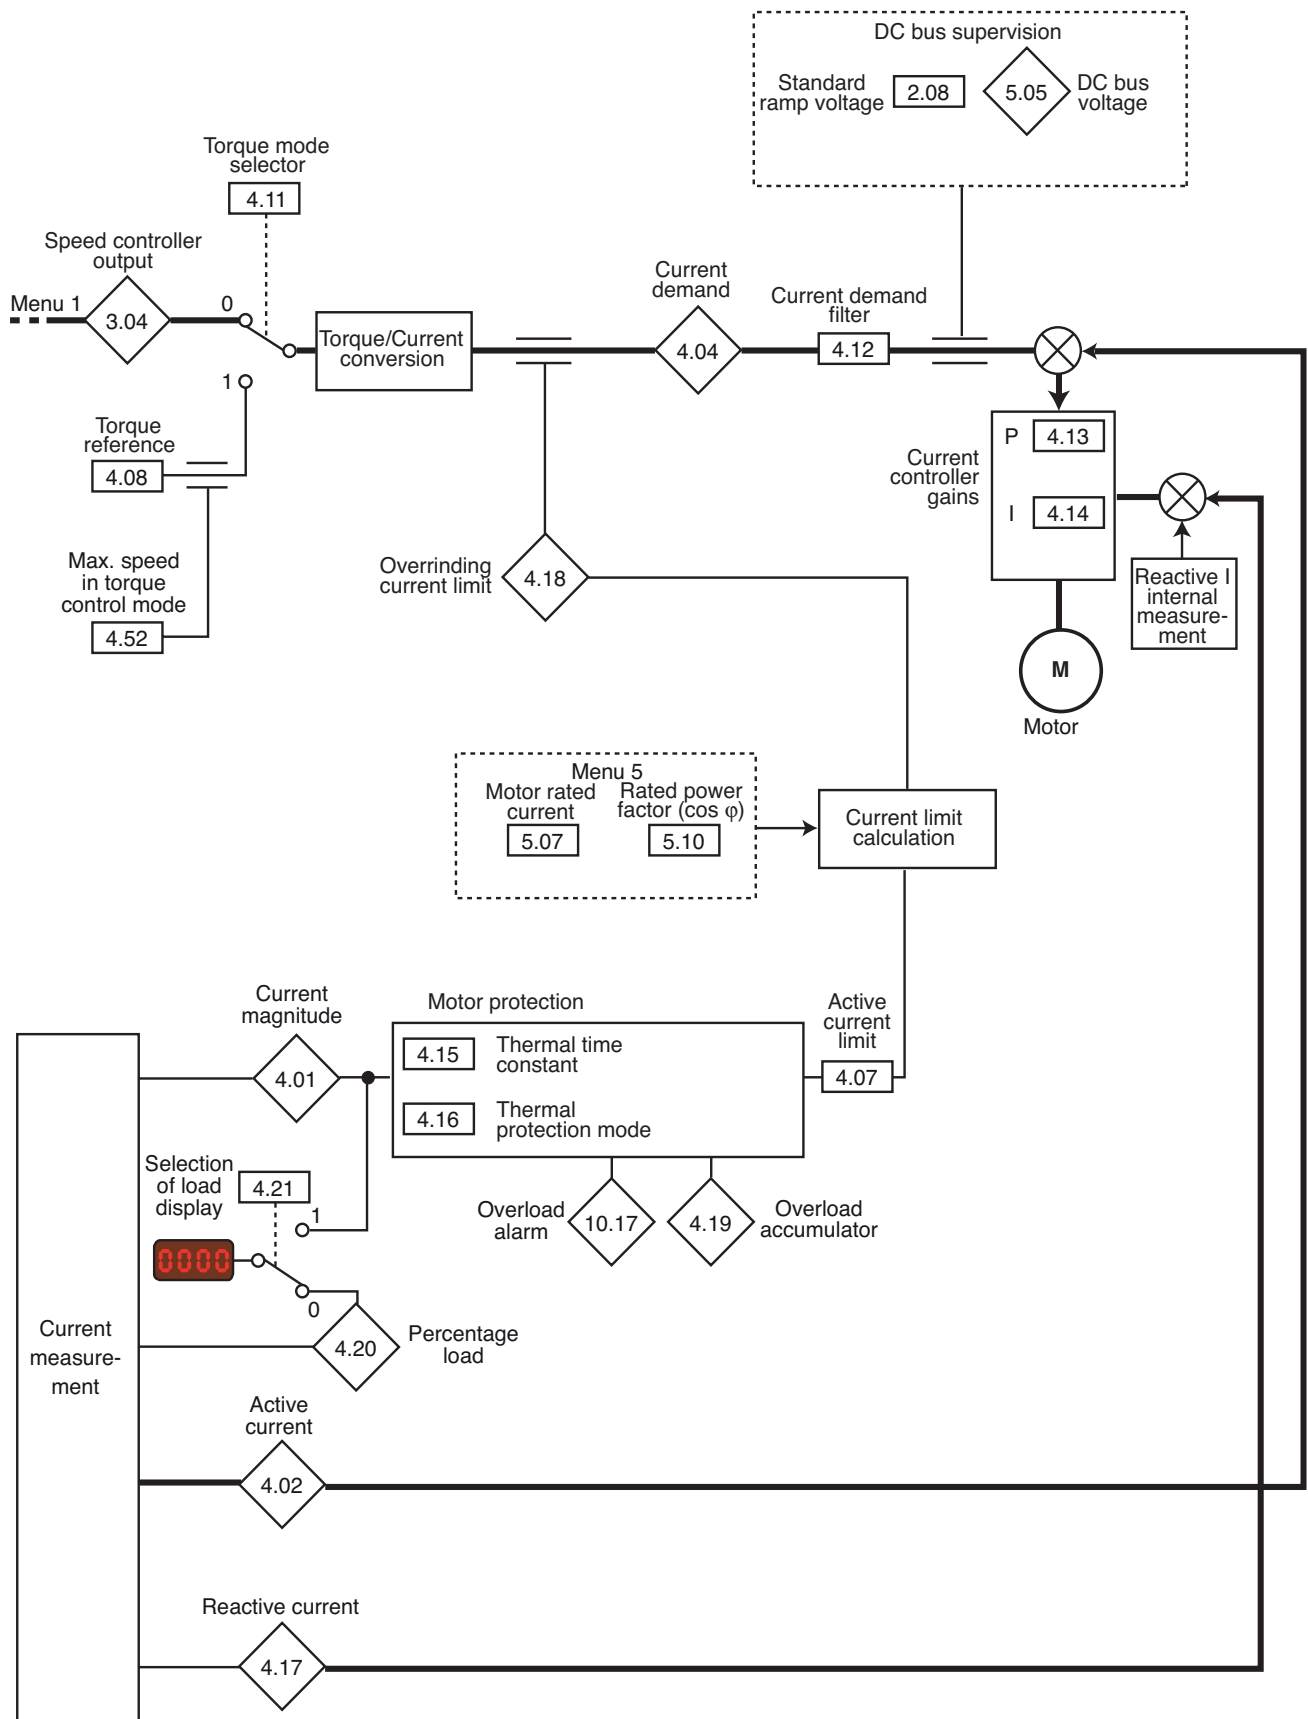 DC bus supervision
Standard
ramp voltage
2.08
5.05
DC bus
voltage
Torque mode
selector
4.11
Speed controller
output
Menu 1
3.04
0
1
Torque/Current
conversion
Current
demand
4.04
Current demand
filter
4.12
Torque
reference
4.08
Max. speed
in torque
control mode
4.52
Overrinding
current limit
4.18
Current
controller
gains
P
4.13
I
4.14
Reactive I
internal
measure-
ment
M
Motor
Menu 5
Motor rated
current
5.07
Rated power
factor (cos φ)
5.10
Current limit
calculation
Current
magnitude
4.01
Motor protection
4.15
Thermal time
constant
4.16
Thermal
protection mode
Active
current
limit
4.07
Selection
of load
display
4.21
1
0000
0
Overload
alarm
10.17
4.19
Overload
accumulator
4.20
Percentage
load
Current
measure-
ment
Active
current
4.02
Reactive current
4.17